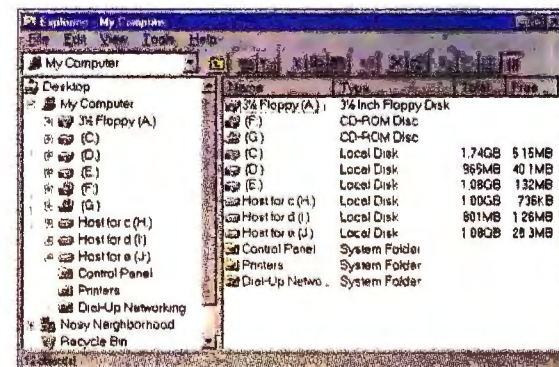 Exploring - My Computer
File Edit View Tools Help
My Computer
Desktop
My Computer
3½ Floppy (A:)
(C:)
(D:)
(E:)
(F:)
(G:)
Host for c (H:)
Host for d (I:)
Host for e (J:)
Control Panel
Printers
Dial-Up Networking
Nosy Neighborhood
Recycle Bin
Name Type Total Free
3½ Floppy (A:) 3½ Inch Floppy Disk
(F:) CD-ROM Disc
(G:) CD-ROM Disc
(C:) Local Disk 1.74GB 515MB
(D:) Local Disk 965MB 40.1MB
(E:) Local Disk 1.08GB 132MB
Host for c (H:) Local Disk 1.00GB 736KB
Host for d (I:) Local Disk 801MB 1.26MB
Host for e (J:) Local Disk 1.08GB 28.3MB
Control Panel System Folder
Printers System Folder
Dial-Up Netwo... System Folder